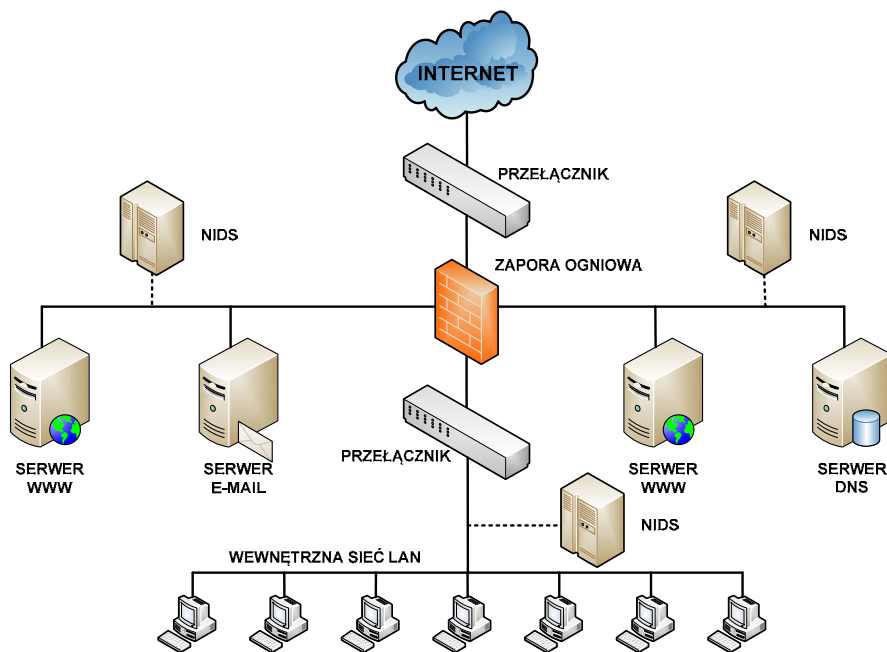 INTERNET
PRZEŁĄCZNIK
NIDS
NIDS
ZAPORA OGNIOWA
SERWER
WWW
SERWER
E-MAIL
PRZEŁĄCZNIK
SERWER
WWW
SERWER
DNS
NIDS
WEWNĘTRZNA SIEĆ LAN